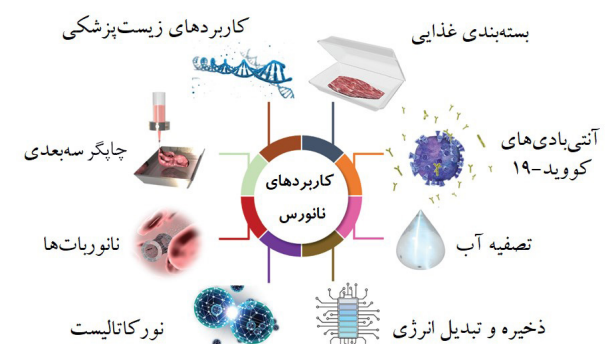 کاربردهای زیست‌پزشکی
بسته‌بندی غذایی
آنتی‌بادی‌های
کووید-۱۹
چاپگر سه‌بعدی
کاربردهای
نانورس
تصفیه آب
نانوربات‌ها
ذخیره و تبدیل انرژی
نورکاتالیست